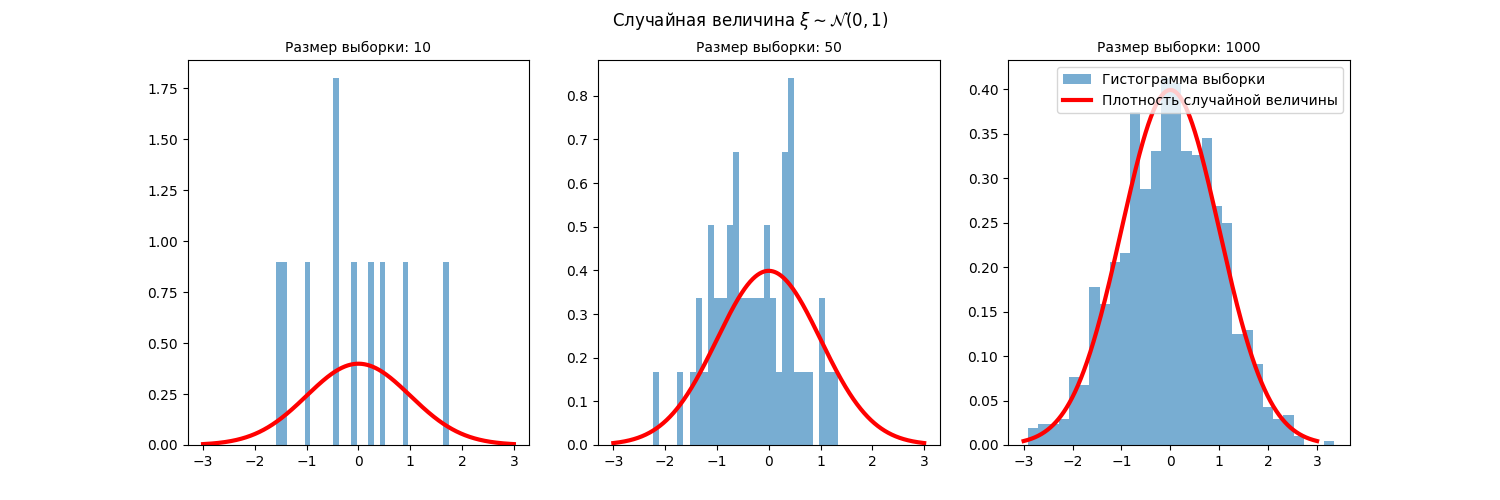 Случайная величина ξ ∼ 𝒩(0, 1)
Размер выборки: 10
1.75
1.50
1.25
1.00
0.75
0.50
0.25
0.00
−3 −2 −1 0 1 2 3
Размер выборки: 50
0.8
0.7
0.6
0.5
0.4
0.3
0.2
0.1
0.0
−3 −2 −1 0 1 2 3
Размер выборки: 1000
Гистограмма выборки
Плотность случайной величины
0.40
0.35
0.30
0.25
0.20
0.15
0.10
0.05
0.00
−3 −2 −1 0 1 2 3